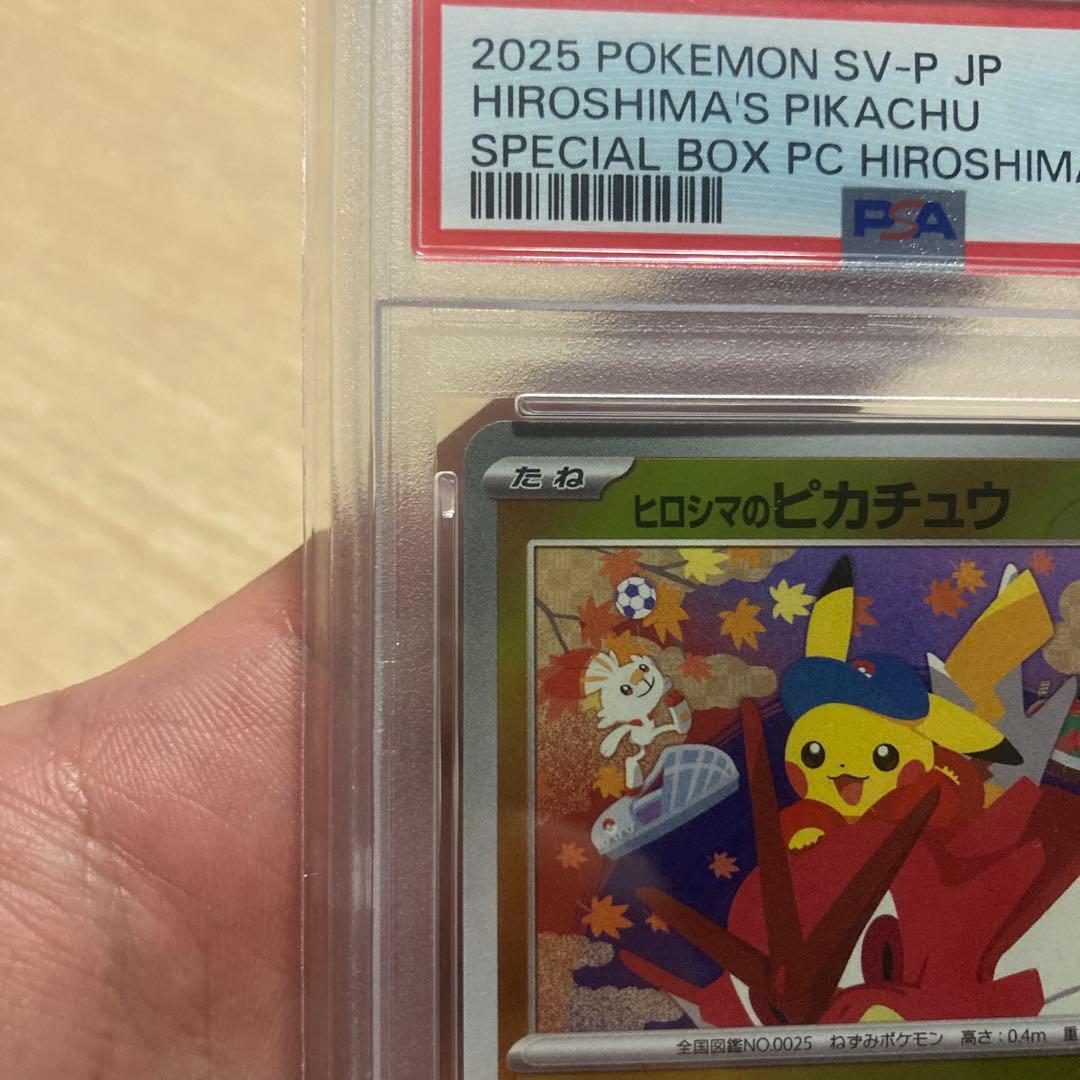 2025 POKEMON SV-P JP
HIROSHIMA'S PIKACHU
SPECIAL BOX PC HIROSHIMA
PSA
たね
ヒロシマのピカチュウ
全国図鑑NO.0025 ねずみポケモン 高さ:0.4m 重